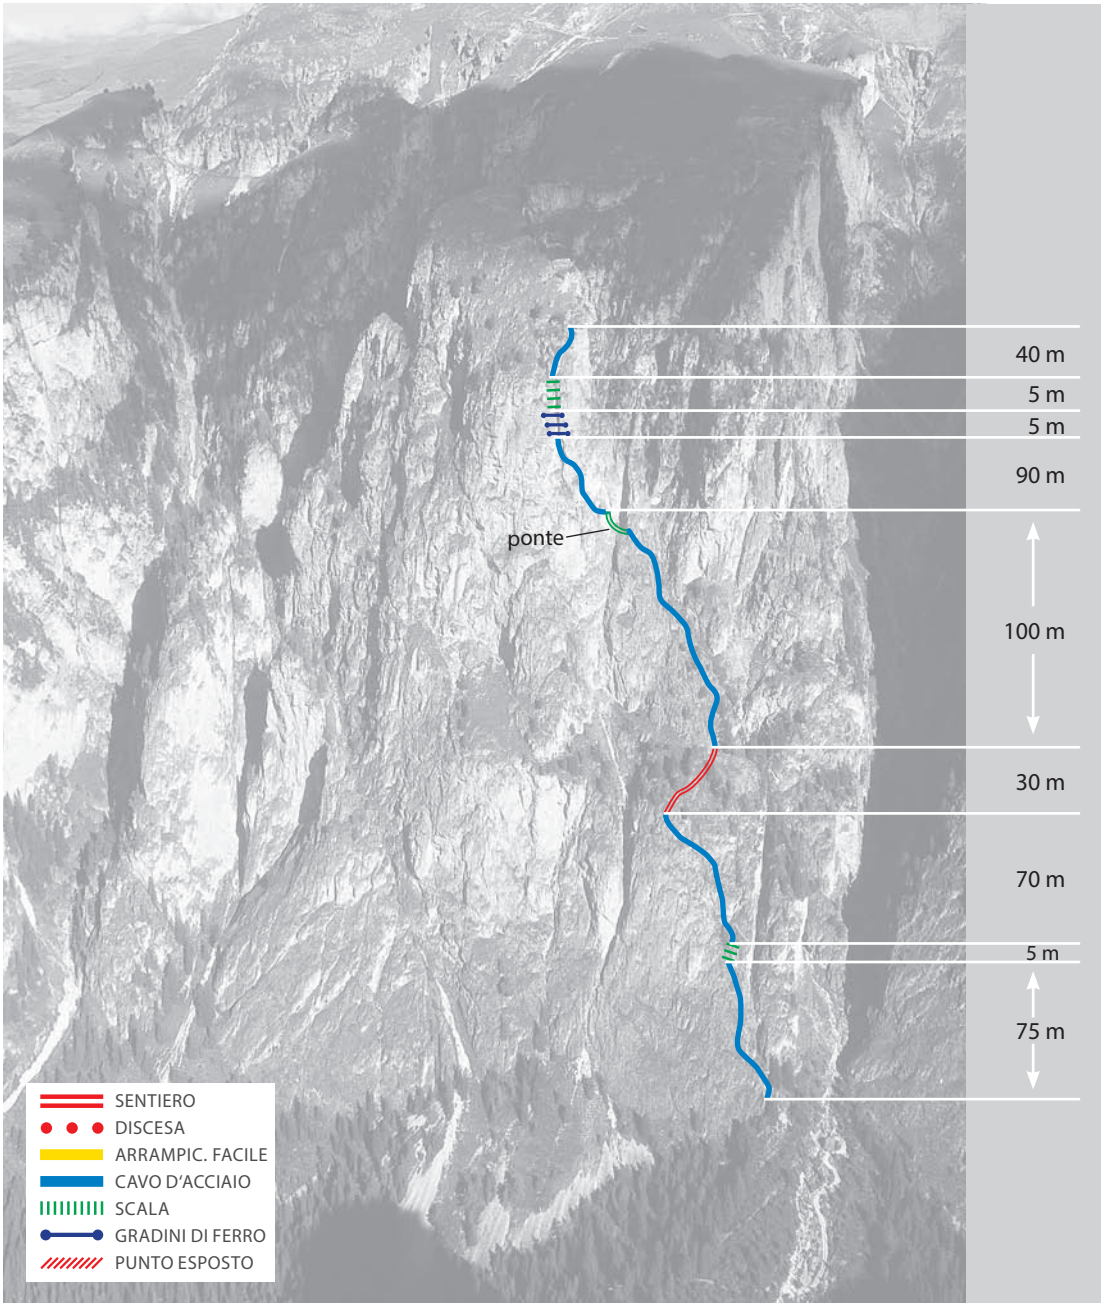 40 m
5 m
5 m
90 m
ponte
100 m
30 m
70 m
5 m
75 m
SENTIERO
DISCESA
ARRAMPIC. FACILE
CAVO D'ACCIAIO
SCALA
GRADINI DI FERRO
PUNTO ESPOSTO